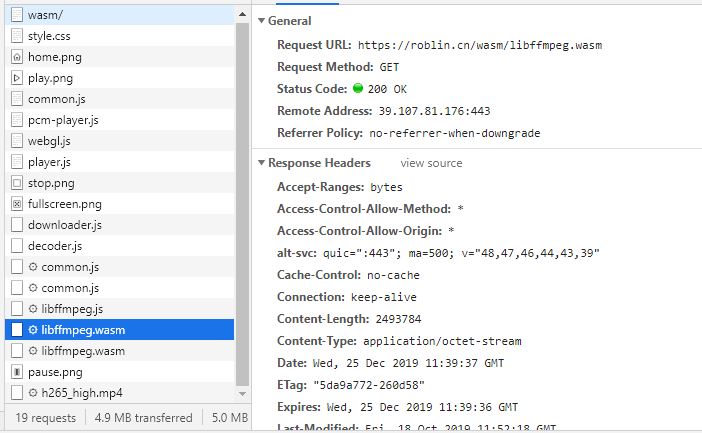 wasm/
style.css
home.png
play.png
common.js
pcm-player.js
webgl.js
player.js
stop.png
fullscreen.png
downloader.js
decoder.js
common.js
common.js
libffmpeg.js
libffmpeg.wasm
libffmpeg.wasm
pause.png
h265_high.mp4
19 requests 4.9 MB transferred 5.0 MB
General
Request URL: https://roblin.cn/wasm/libffmpeg.wasm
Request Method: GET
Status Code: 200 OK
Remote Address: 39.107.81.176:443
Referrer Policy: no-referrer-when-downgrade
Response Headers view source
Accept-Ranges: bytes
Access-Control-Allow-Method: *
Access-Control-Allow-Origin: *
alt-svc: quic=":443"; ma=500; v="48,47,46,44,43,39"
Cache-Control: no-cache
Connection: keep-alive
Content-Length: 2493784
Content-Type: application/octet-stream
Date: Wed, 25 Dec 2019 11:39:37 GMT
ETag: "5da9a772-260d58"
Expires: Wed, 25 Dec 2019 11:39:36 GMT
Last-Modified: Fri, 18 Oct 2019 11:52:18 GMT